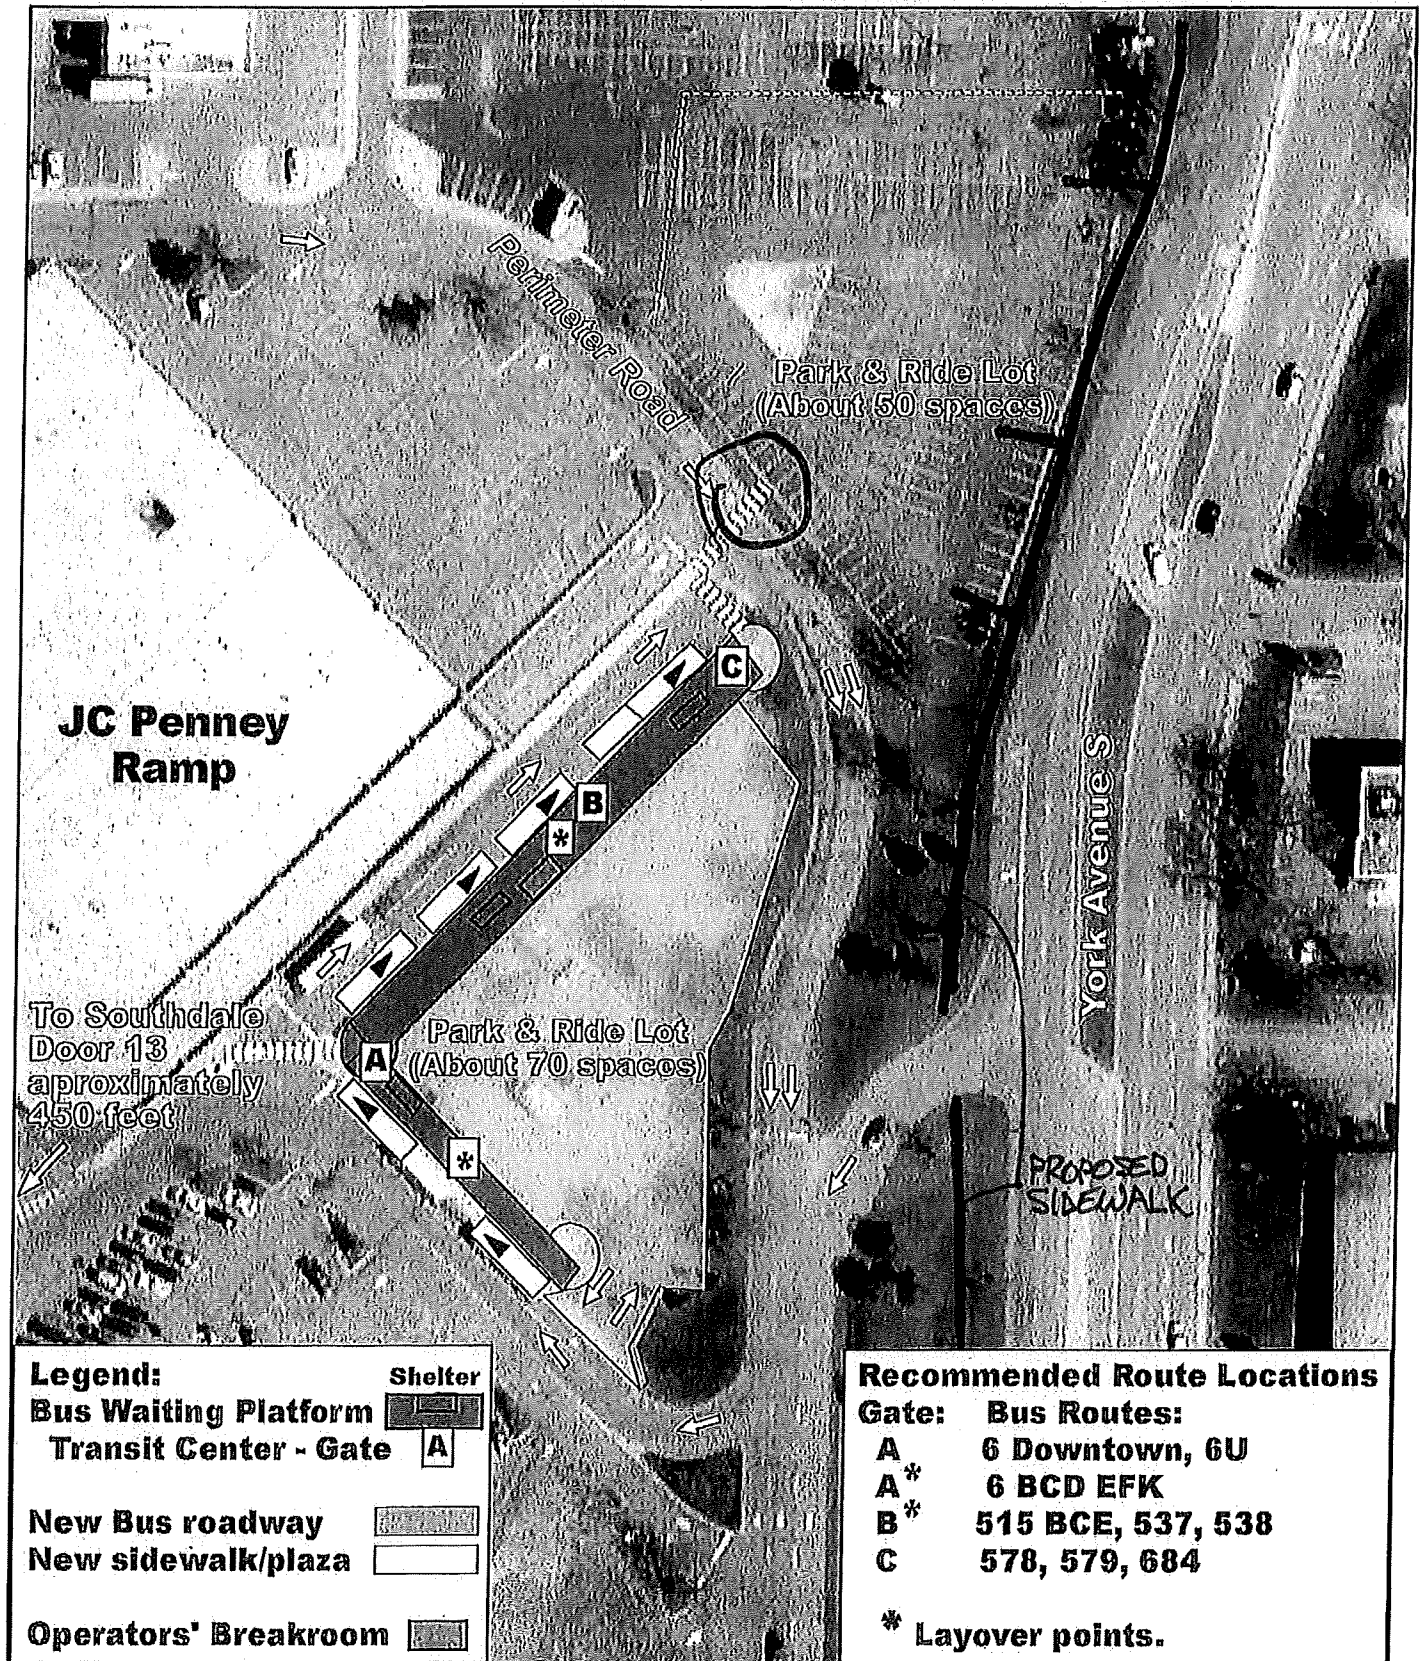 Perimeter Road
Park & Ride Lot
(About 50 spaces)
C
JC Penney
Ramp
B
*
York Avenue S
To Southdale
Door 13
aproximately
450 feet
Park & Ride Lot
(About 70 spaces)
A
*
PROPOSED
SIDEWALK
Legend:
Shelter
Bus Waiting Platform
Transit Center - Gate A
New Bus roadway
New sidewalk/plaza
Operators' Breakroom
Recommended Route Locations
Gate: Bus Routes:
A 6 Downtown, 6U
A* 6 BCD EFK
B* 515 BCE, 537, 538
C 578, 579, 684
* Layover points.